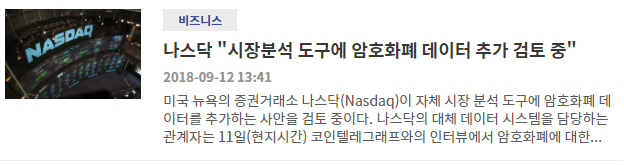 비즈니스
나스닥 "시장분석 도구에 암호화폐 데이터 추가 검토 중"
2018-09-12 13:41
NASDAQ
미국 뉴욕의 증권거래소 나스닥(Nasdaq)이 자체 시장 분석 도구에 암호화폐 데
이터를 추가하는 사안을 검토 중이다. 나스닥의 대체 데이터 시스템을 담당하는
관계자는 11일(현지시간) 코인텔레그래프와의 인터뷰에서 암호화폐에 대한...